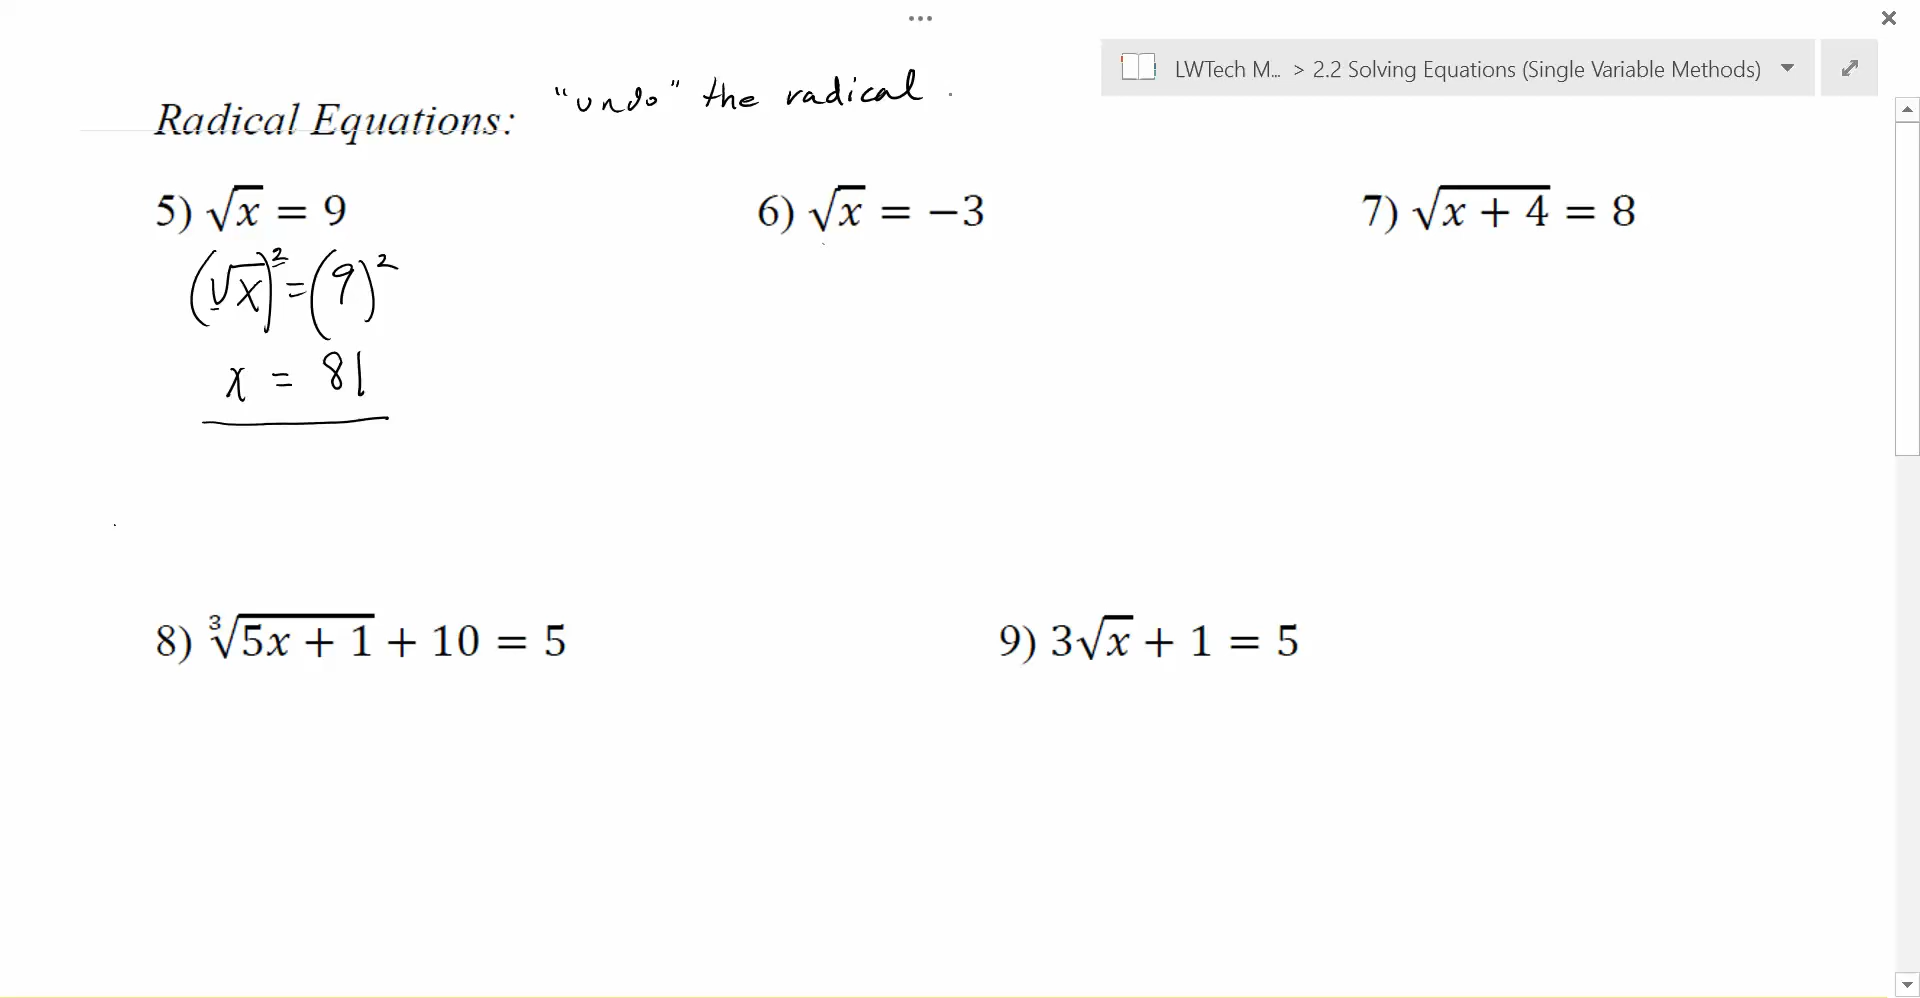 LWTech M... > 2.2 Solving Equations (Single Variable Methods)
Radical Equations: "undo" the radical
5) √x = 9
6) √x = −3
7) √(x + 4) = 8
(√x)² = (9)²
x = 81
8) ∛(5x + 1) + 10 = 5
9) 3√x + 1 = 5